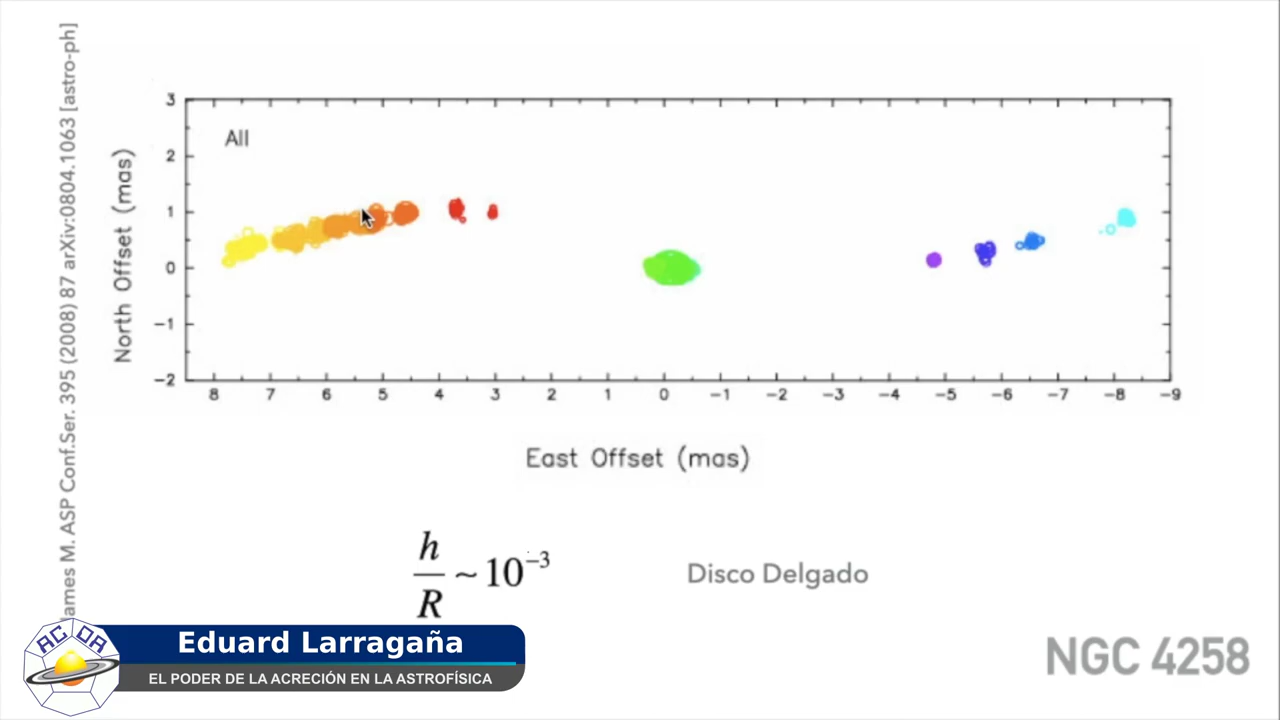 James M. ASP Conf.Ser. 395 (2008) 87 arXiv:0804.1063 [astro-ph]
All
North Offset (mas)
3
2
1
0
−1
−2
8 7 6 5 4 3 2 1 0 −1 −2 −3 −4 −5 −6 −7 −8 −9
East Offset (mas)
h/R ~ 10⁻³
Disco Delgado
NGC 4258
AC DA
Eduard Larragaña
EL PODER DE LA ACRECIÓN EN LA ASTROFÍSICA